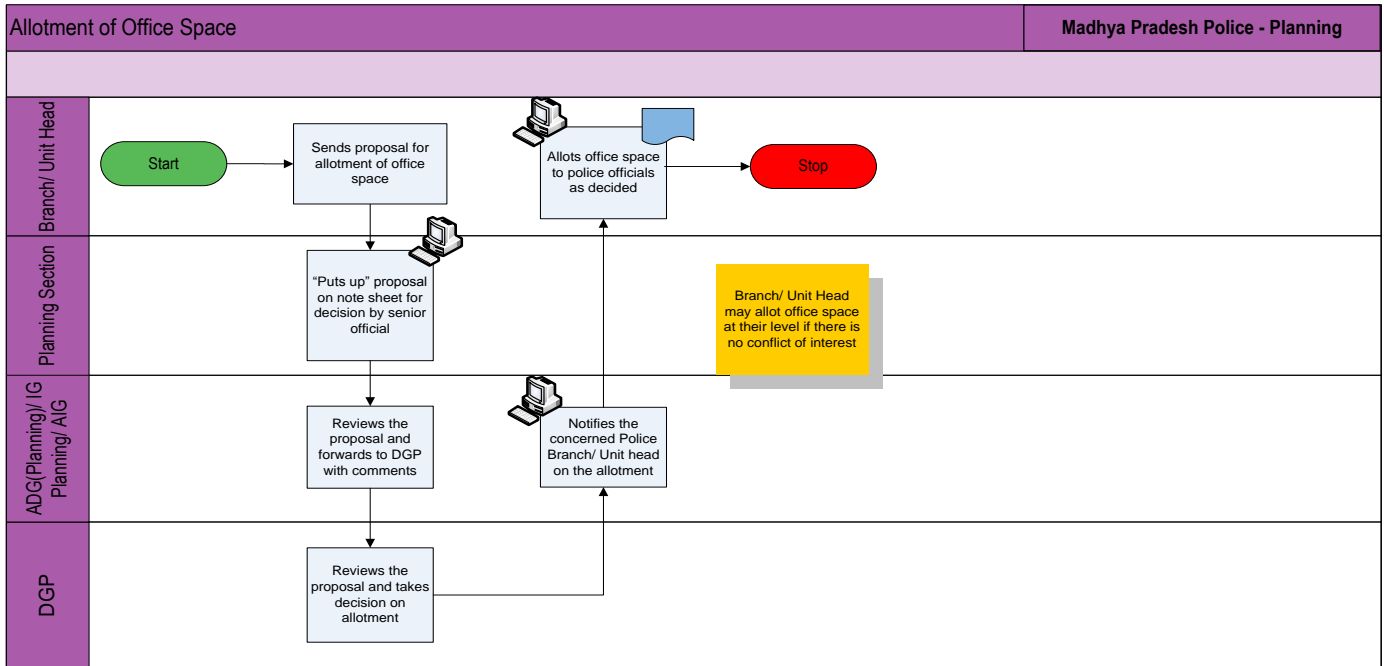 Allotment of Office Space
Madhya Pradesh Police - Planning
Branch/ Unit Head
Start
Sends proposal for
allotment of office
space
Allots office space
to police officials
as decided
Stop
Planning Section
“Puts up” proposal
on note sheet for
decision by senior
official
Branch/ Unit Head
may allot office space
at their level if there is
no conflict of interest
ADG(Planning)/ IG
Planning/ AIG
Reviews the
proposal and
forwards to DGP
with comments
Notifies the
concerned Police
Branch/ Unit head
on the allotment
DGP
Reviews the
proposal and takes
decision on
allotment